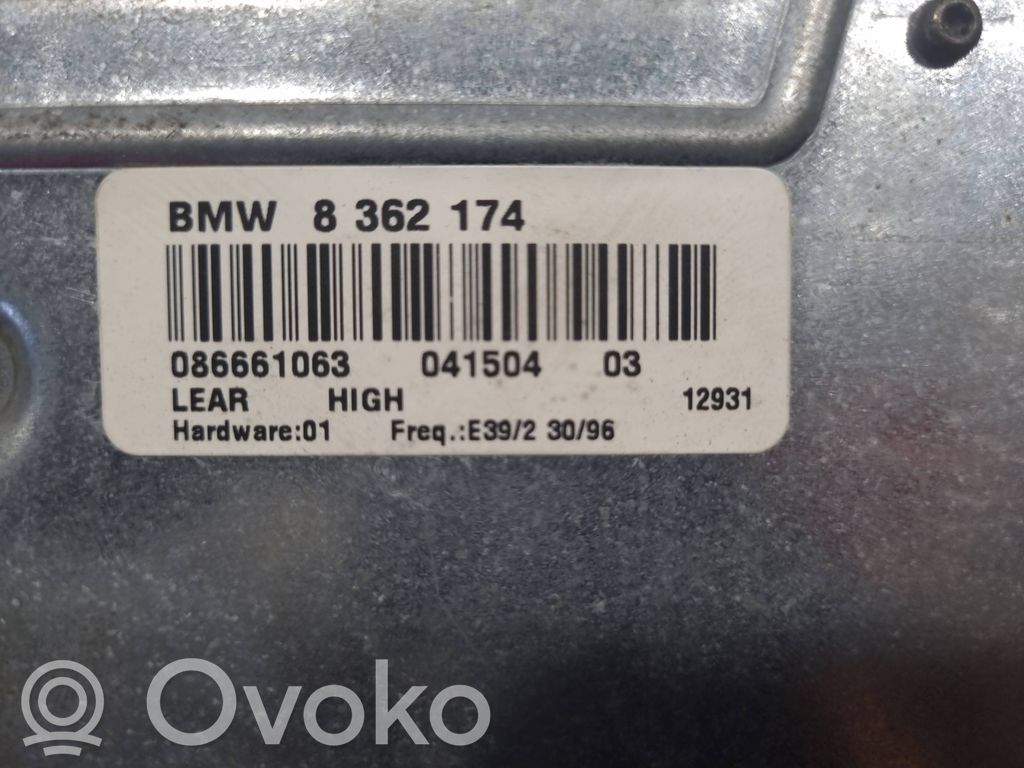 BMW 8 362 174
086661063 041504 03
LEAR HIGH 12931
Hardware:01 Freq.:E39/2 30/96
Ovoko